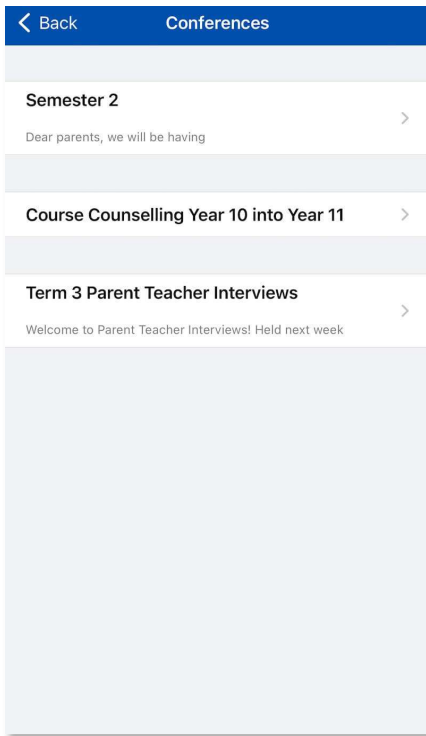 Back
Conferences
Semester 2
Dear parents, we will be having
Course Counselling Year 10 into Year 11
Term 3 Parent Teacher Interviews
Welcome to Parent Teacher Interviews! Held next week